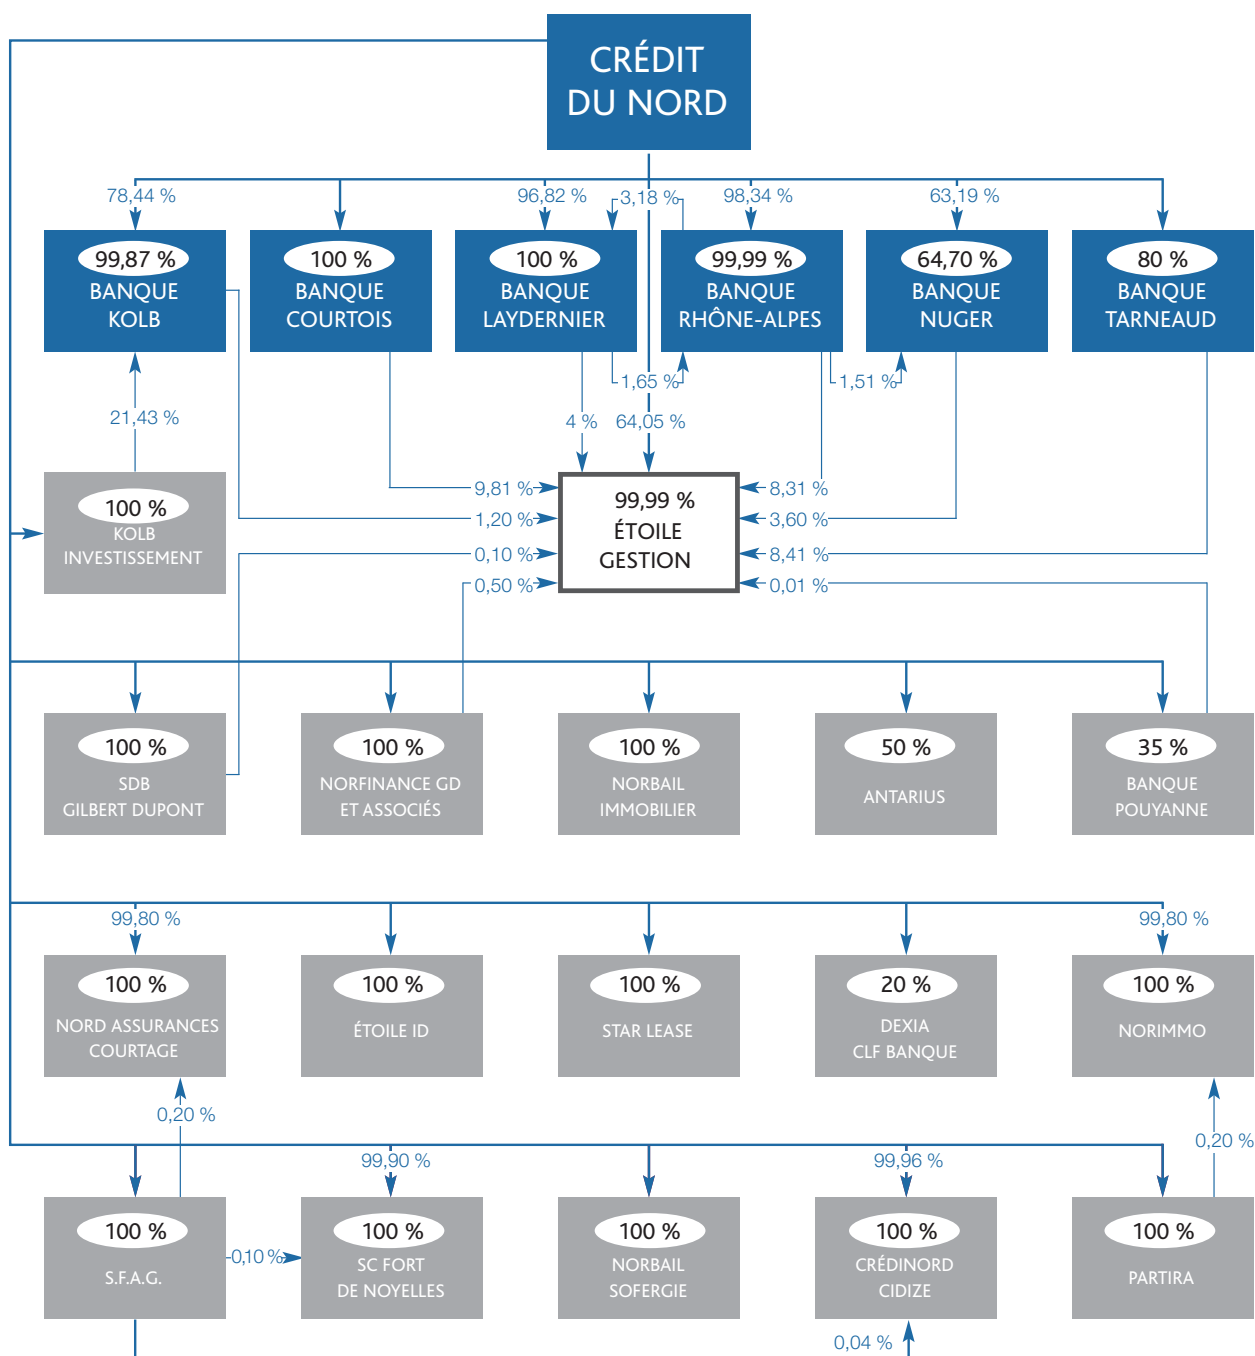 CRÉDIT
DU NORD
78,44 %
96,82 %
3,18 %
98,34 %
63,19 %
99,87 %
BANQUE
KOLB
100 %
BANQUE
COURTOIS
100 %
BANQUE
LAYDERNIER
99,99 %
BANQUE
RHÔNE-ALPES
64,70 %
BANQUE
NUGER
80 %
BANQUE
TARNEAUD
1,65 %
1,51 %
21,43 %
4 %
64,05 %
100 %
KOLB
INVESTISSEMENT
9,81 %
1,20 %
0,10 %
0,50 %
99,99 %
ÉTOILE
GESTION
8,31 %
3,60 %
8,41 %
0,01 %
100 %
SDB
GILBERT DUPONT
100 %
NORFINANCE GD
ET ASSOCIÉS
100 %
NORBAIL
IMMOBILIER
50 %
ANTARIUS
35 %
BANQUE
POUYANNE
99,80 %
99,80 %
100 %
NORD ASSURANCES
COURTAGE
100 %
ÉTOILE ID
100 %
STAR LEASE
20 %
DEXIA
CLF BANQUE
100 %
NORIMMO
0,20 %
0,20 %
99,90 %
99,96 %
100 %
S.F.A.G.
0,10 %
100 %
SC FORT
DE NOYELLES
100 %
NORBAIL
SOFERGIE
100 %
CRÉDINORD
CIDIZE
100 %
PARTIRA
0,04 %